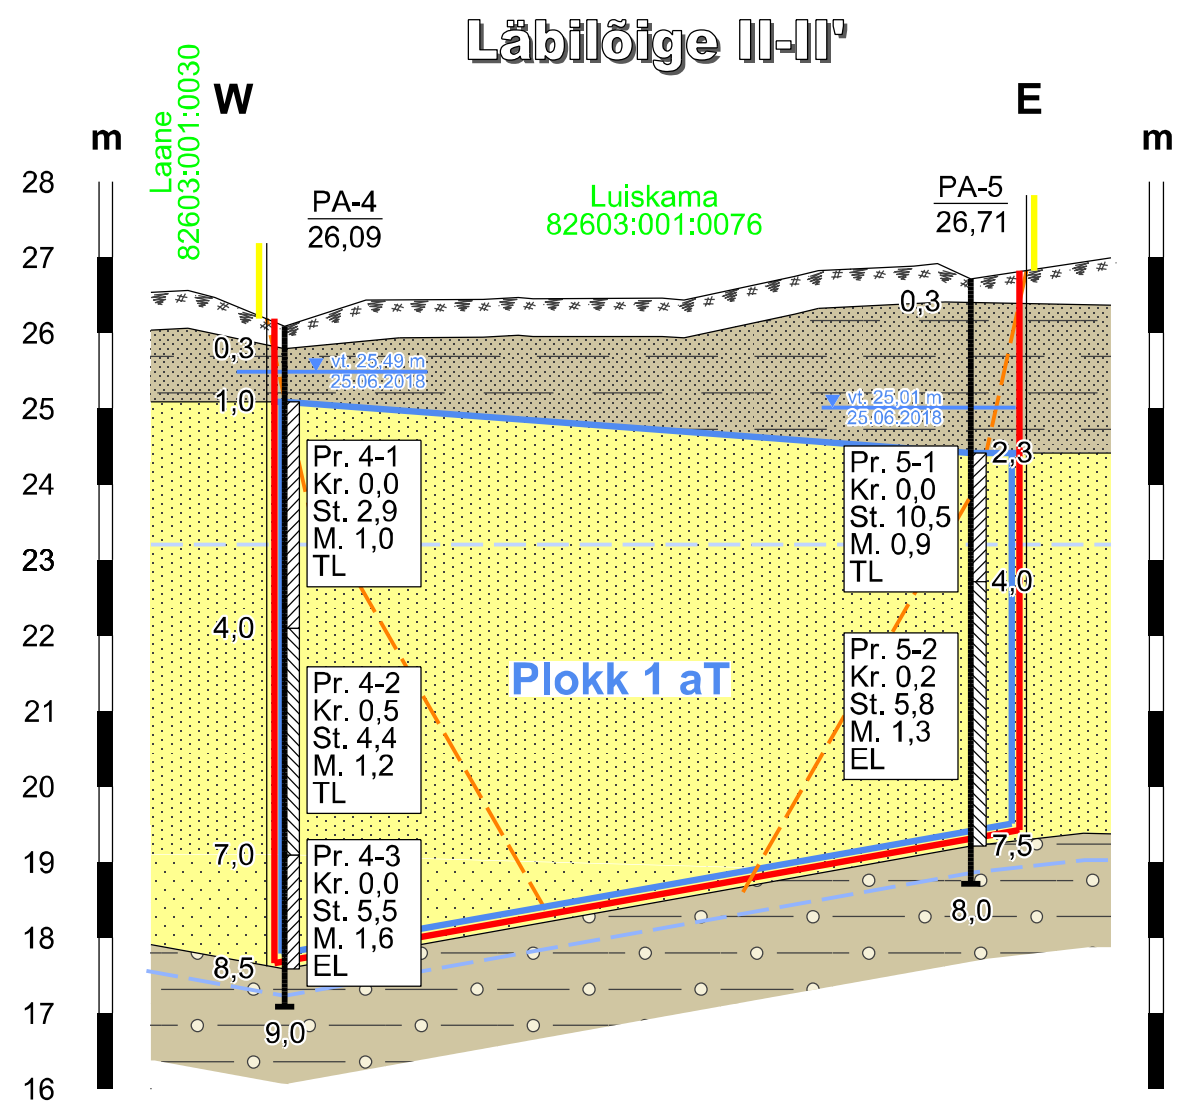 Läbilõige II-II'
W
E
Laane
82603:001:0030
m
m
PA-4
26,09
Luiskama
82603:001:0076
PA-5
26,71
28
27
26
25
24
23
22
21
20
19
18
17
16
0,3
1,0
4,0
7,0
8,5
9,0
vt. 25,49 m
25.06.2018
vt. 25,01 m
25.06.2018
0,3
2,3
4,0
7,5
8,0
Pr. 4-1
Kr. 0,0
St. 2,9
M. 1,0
TL
Pr. 4-2
Kr. 0,5
St. 4,4
M. 1,2
TL
Pr. 4-3
Kr. 0,0
St. 5,5
M. 1,6
EL
Plokk 1 aT
Pr. 5-1
Kr. 0,0
St. 10,5
M. 0,9
TL
Pr. 5-2
Kr. 0,2
St. 5,8
M. 1,3
EL